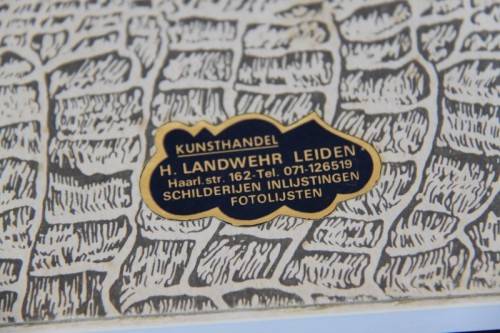 KUNSTHANDEL
H. LANDWEHR LEIDEN
Haarl. str. 162-Tel. 071-126519
SCHILDERIJEN INLIJSTINGEN
FOTOLIJSTEN